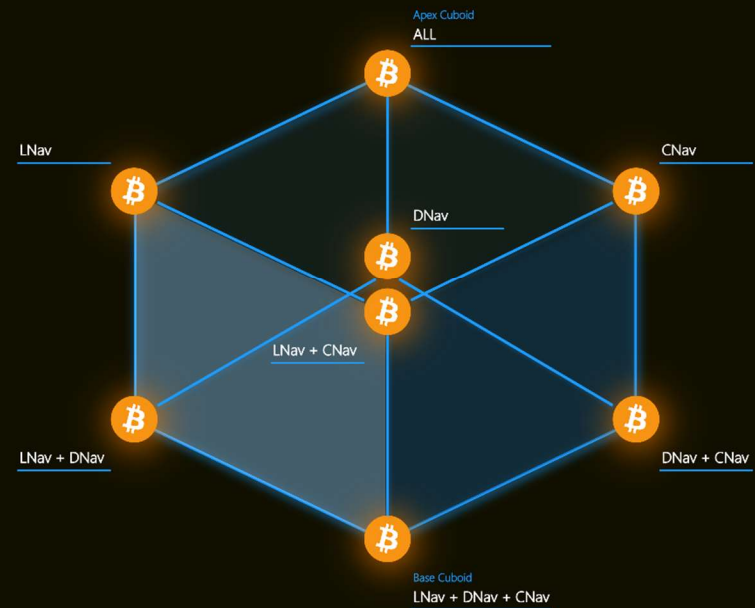 Apex Cuboid
ALL
LNav
CNav
DNav
LNav + CNav
LNav + DNav
DNav + CNav
Base Cuboid
LNav + DNav + CNav